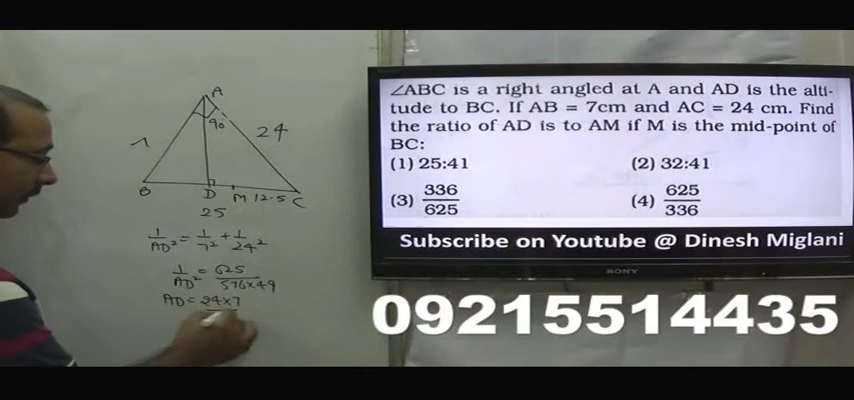 A
90
7
24
B
D
M
12.5
C
25
1/AD² = 1/7² + 1/24²
1/AD² = 625/576×49
AD = 24×7
∠ABC is a right angled at A and AD is the alti-
tude to BC. If AB = 7cm and AC = 24 cm. Find
the ratio of AD is to AM if M is the mid-point of
BC:
(1) 25:41 (2) 32:41
(3) 336/625 (4) 625/336
Subscribe on Youtube @ Dinesh Miglani
SONY
09215514435